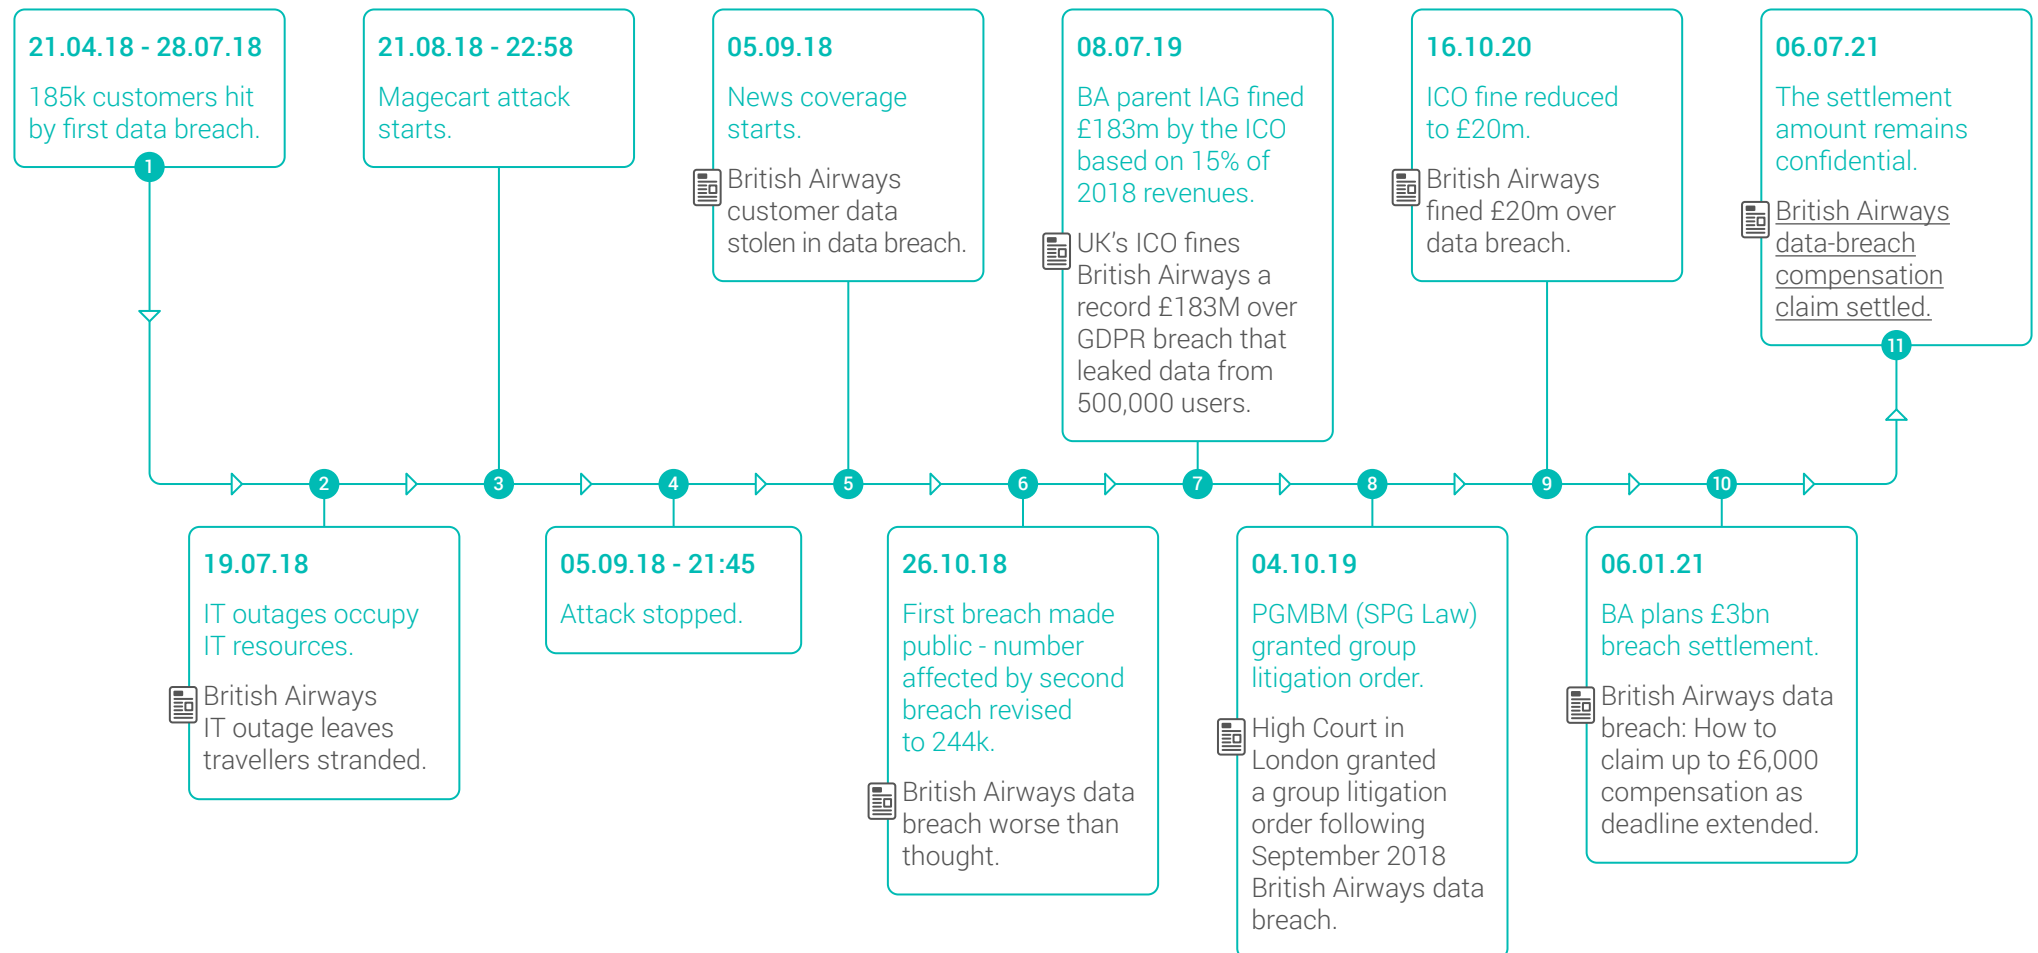 21.04.18 - 28.07.18
185k customers hit
by first data breach.
1
19.07.18
IT outages occupy
IT resources.
British Airways
IT outage leaves
travellers stranded.
2
21.08.18 - 22:58
Magecart attack
starts.
3
05.09.18 - 21:45
Attack stopped.
4
05.09.18
News coverage
starts.
British Airways
customer data
stolen in data breach.
5
26.10.18
First breach made
public - number
affected by second
breach revised
to 244k.
British Airways data
breach worse than
thought.
6
08.07.19
BA parent IAG fined
£183m by the ICO
based on 15% of
2018 revenues.
UK’s ICO fines
British Airways a
record £183M over
GDPR breach that
leaked data from
500,000 users.
7
04.10.19
PGMBM (SPG Law)
granted group
litigation order.
High Court in
London granted
a group litigation
order following
September 2018
British Airways data
breach.
8
16.10.20
ICO fine reduced
to £20m.
British Airways
fined £20m over
data breach.
9
06.01.21
BA plans £3bn
breach settlement.
British Airways data
breach: How to
claim up to £6,000
compensation as
deadline extended.
10
06.07.21
The settlement
amount remains
confidential.
British Airways
data-breach
compensation
claim settled.
11